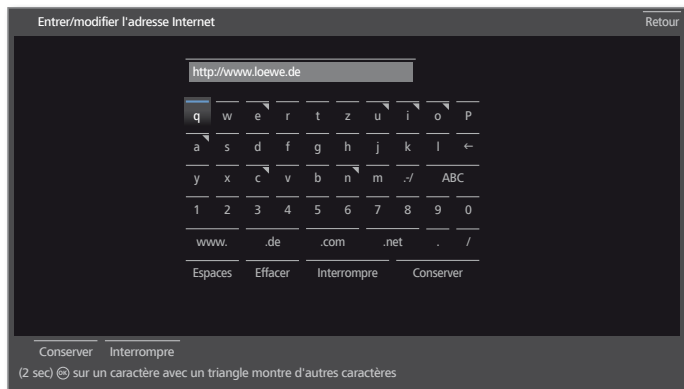 Entrer/modifier l'adresse Internet Retour
http://www.loewe.de
q w e r t z u i o P
a s d f g h j k l ←
y x c v b n m .-/ ABC
1 2 3 4 5 6 7 8 9 0
www. .de .com .net . /
Espaces Effacer Interrompre Conserver
Conserver Interrompre
(2 sec) OK sur un caractère avec un triangle montre d'autres caractères